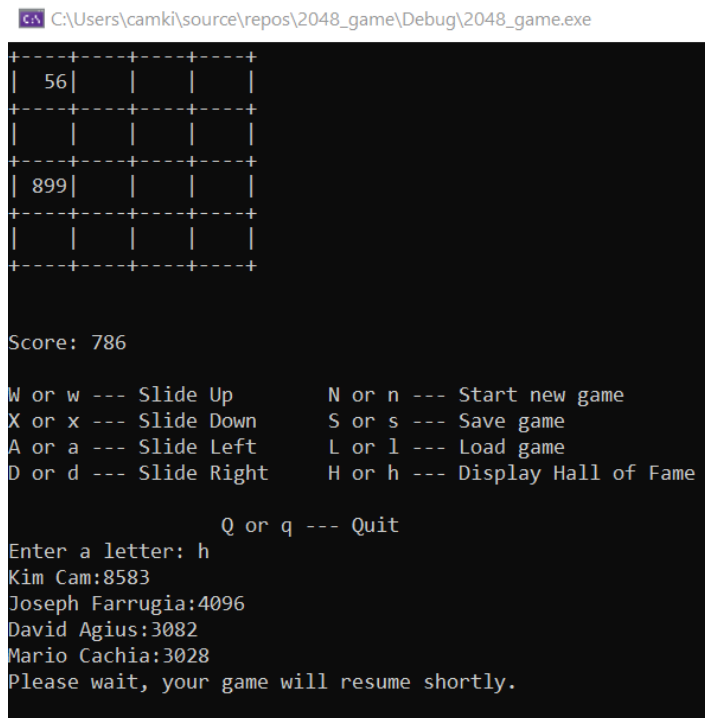 C:\Users\camki\source\repos\2048_game\Debug\2048_game.exe
+----+----+----+----+
|  56|    |    |    |
+----+----+----+----+
|    |    |    |    |
+----+----+----+----+
| 899|    |    |    |
+----+----+----+----+
|    |    |    |    |
+----+----+----+----+
Score: 786
W or w --- Slide Up      N or n --- Start new game
X or x --- Slide Down      S or s --- Save game
A or a --- Slide Left      L or l --- Load game
D or d --- Slide Right     H or h --- Display Hall of Fame
Q or q --- Quit
Enter a letter: h
Kim Cam:8583
Joseph Farrugia:4096
David Agius:3082
Mario Cachia:3028
Please wait, your game will resume shortly.